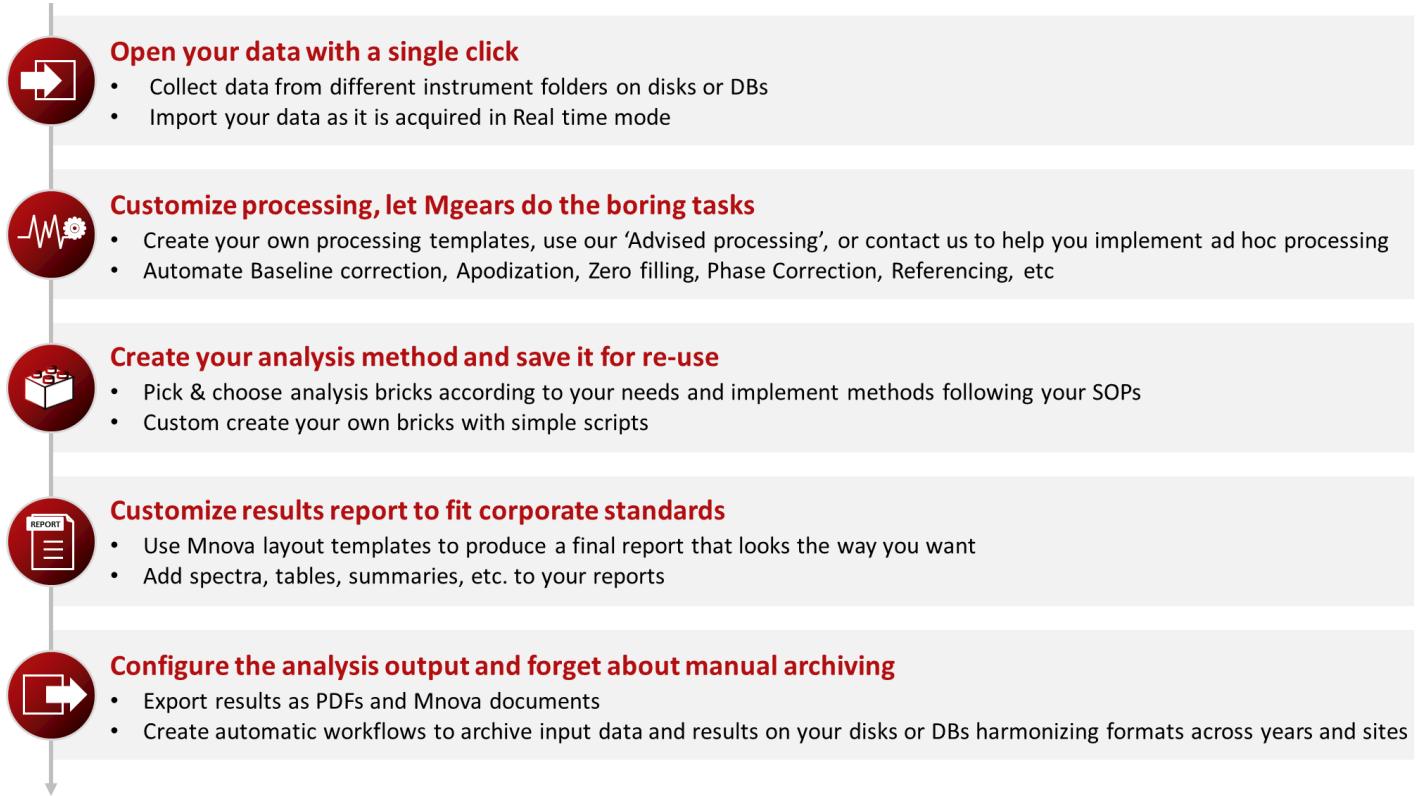 Open your data with a single click
• Collect data from different instrument folders on disks or DBs
• Import your data as it is acquired in Real time mode
Customize processing, let Mgears do the boring tasks
• Create your own processing templates, use our ‘Advised processing’, or contact us to help you implement ad hoc processing
• Automate Baseline correction, Apodization, Zero filling, Phase Correction, Referencing, etc
Create your analysis method and save it for re-use
• Pick & choose analysis bricks according to your needs and implement methods following your SOPs
• Custom create your own bricks with simple scripts
REPORT
Customize results report to fit corporate standards
• Use Mnova layout templates to produce a final report that looks the way you want
• Add spectra, tables, summaries, etc. to your reports
Configure the analysis output and forget about manual archiving
• Export results as PDFs and Mnova documents
• Create automatic workflows to archive input data and results on your disks or DBs harmonizing formats across years and sites